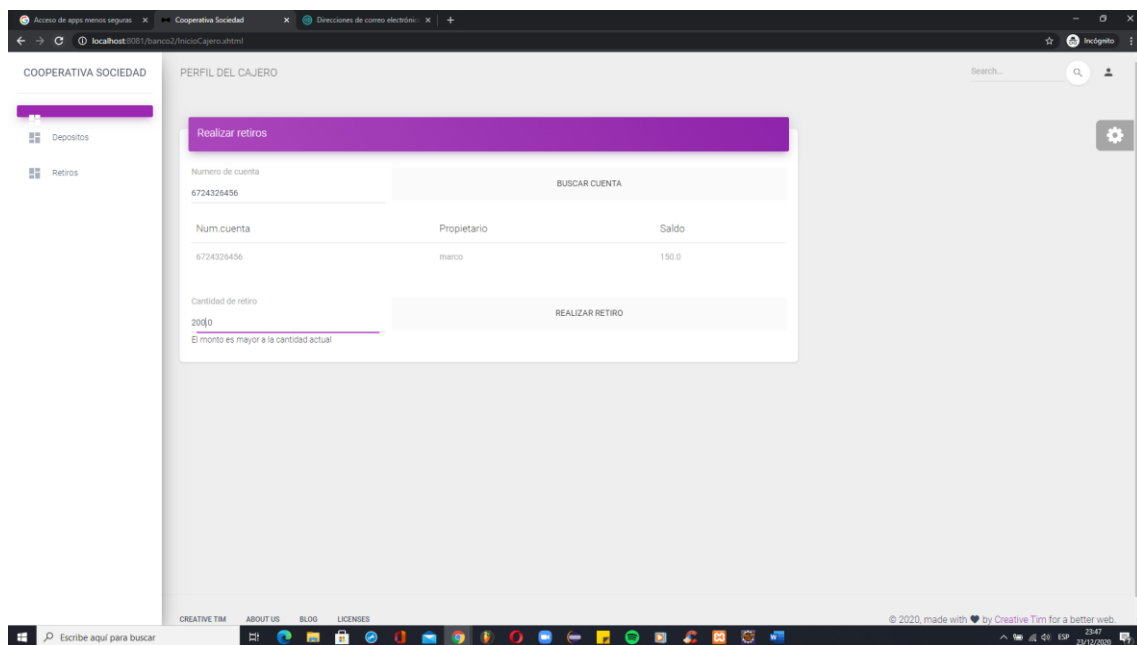 Acceso de apps menos seguras
Cooperativa Sociedad
Direcciones de correo electrónic
localhost:8081/banco2/InicioCajero.xhtml
Incógnito
COOPERATIVA SOCIEDAD
PERFIL DEL CAJERO
Search...
Depositos
Retiros
Realizar retiros
Numero de cuenta
6724326456
BUSCAR CUENTA
Num.cuenta Propietario Saldo
6724326456 marco 150.0
Cantidad de retiro
200.0
REALIZAR RETIRO
El monto es mayor a la cantidad actual
CREATIVE TIM ABOUT US BLOG LICENSES
© 2020, made with by Creative Tim for a better web.
Escribe aquí para buscar
ESP
23:47
23/12/2020